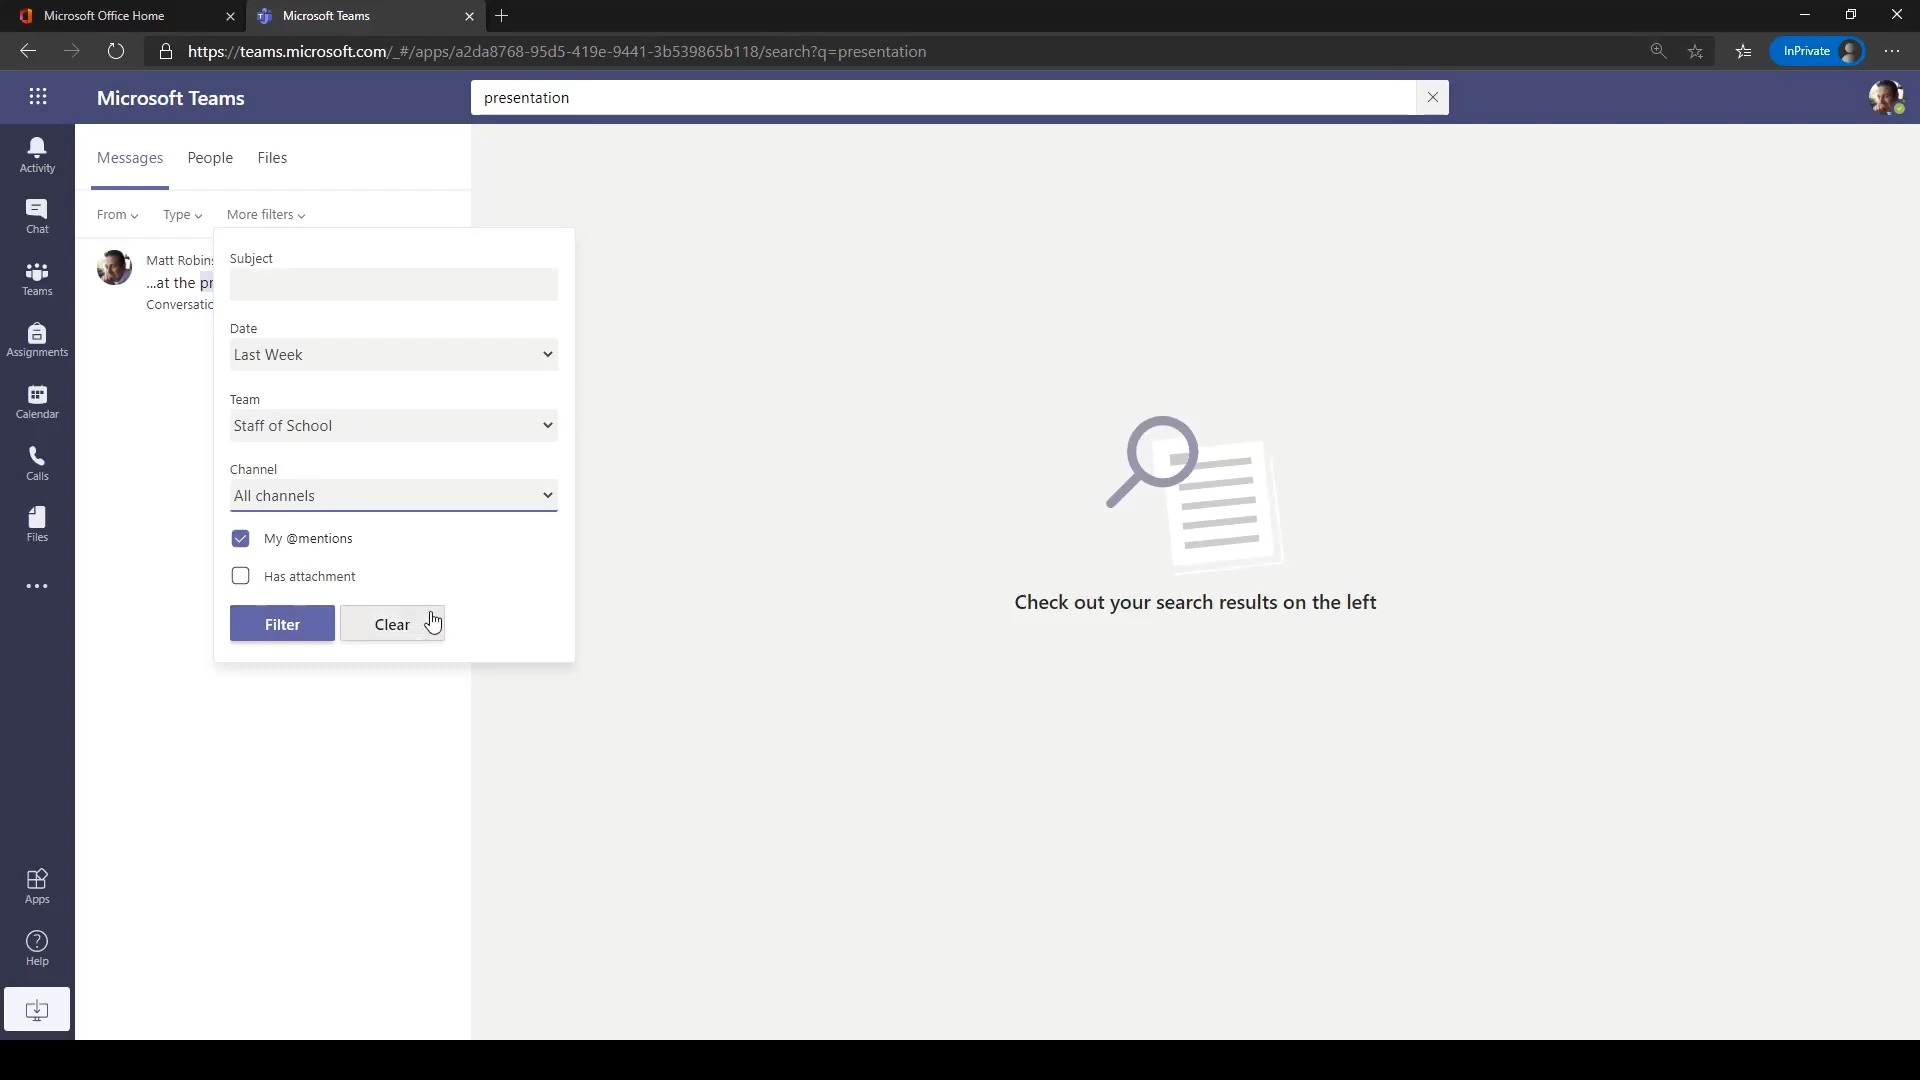 Microsoft Office Home
Microsoft Teams
https://teams.microsoft.com/_#/apps/a2da8768-95d5-419e-9441-3b539865b118/search?q=presentation
InPrivate
Microsoft Teams
presentation
Activity
Chat
Teams
Assignments
Calendar
Calls
Files
Apps
Help
Messages People Files
From Type More filters
Matt Robins
...at the pr
Conversatio
Subject
Date
Last Week
Team
Staff of School
Channel
All channels
My @mentions
Has attachment
Filter Clear
Check out your search results on the left